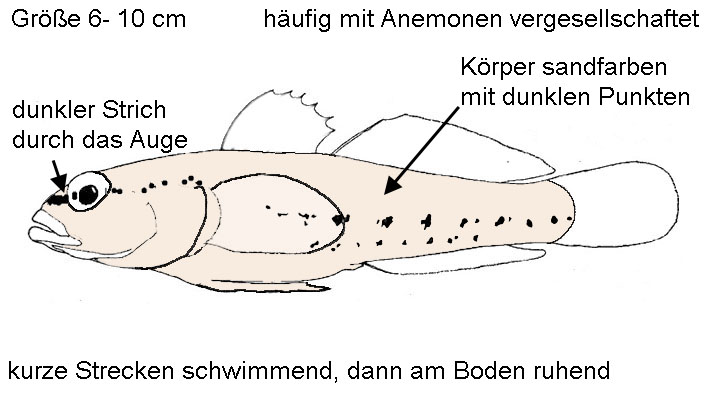 Größe 6- 10 cm
häufig mit Anemonen vergesellschaftet
Körper sandfarben
mit dunklen Punkten
dunkler Strich
durch das Auge
kurze Strecken schwimmend, dann am Boden ruhend